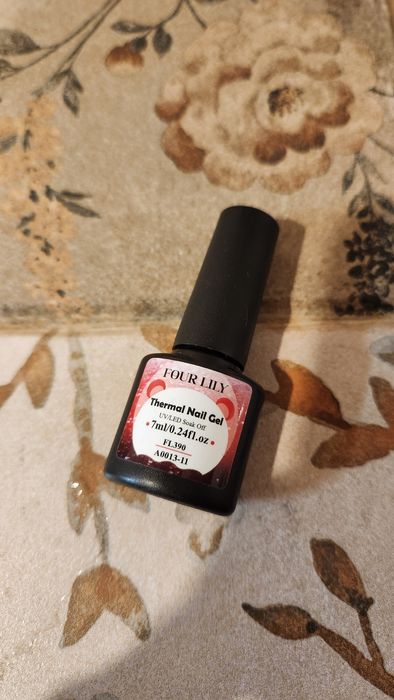 FOUR LILY
Thermal Nail Gel
UV/LED Soak Off
7ml/0.24fl.oz
FL390
A0013-11